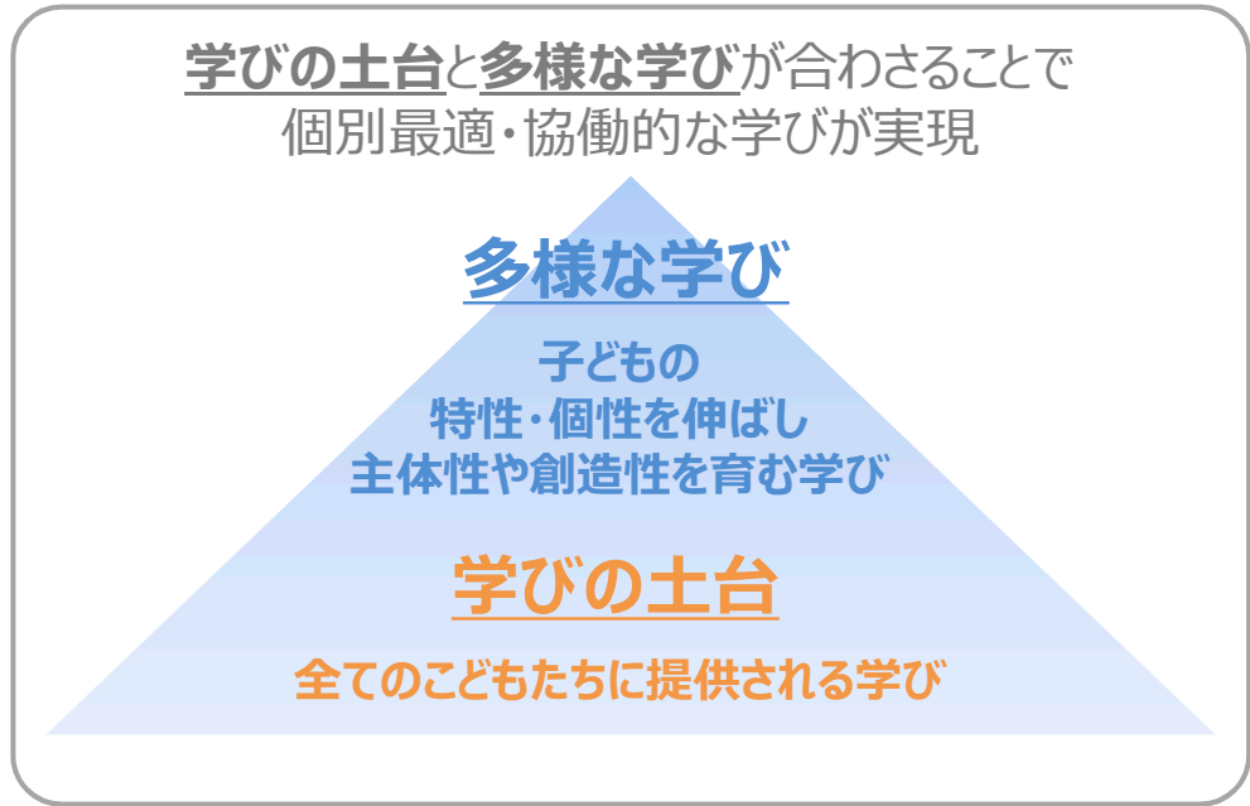 学びの土台と多様な学びが合わさることで
個別最適・協働的な学びが実現
多様な学び
子どもの
特性・個性を伸ばし
主体性や創造性を育む学び
学びの土台
全てのこどもたちに提供される学び